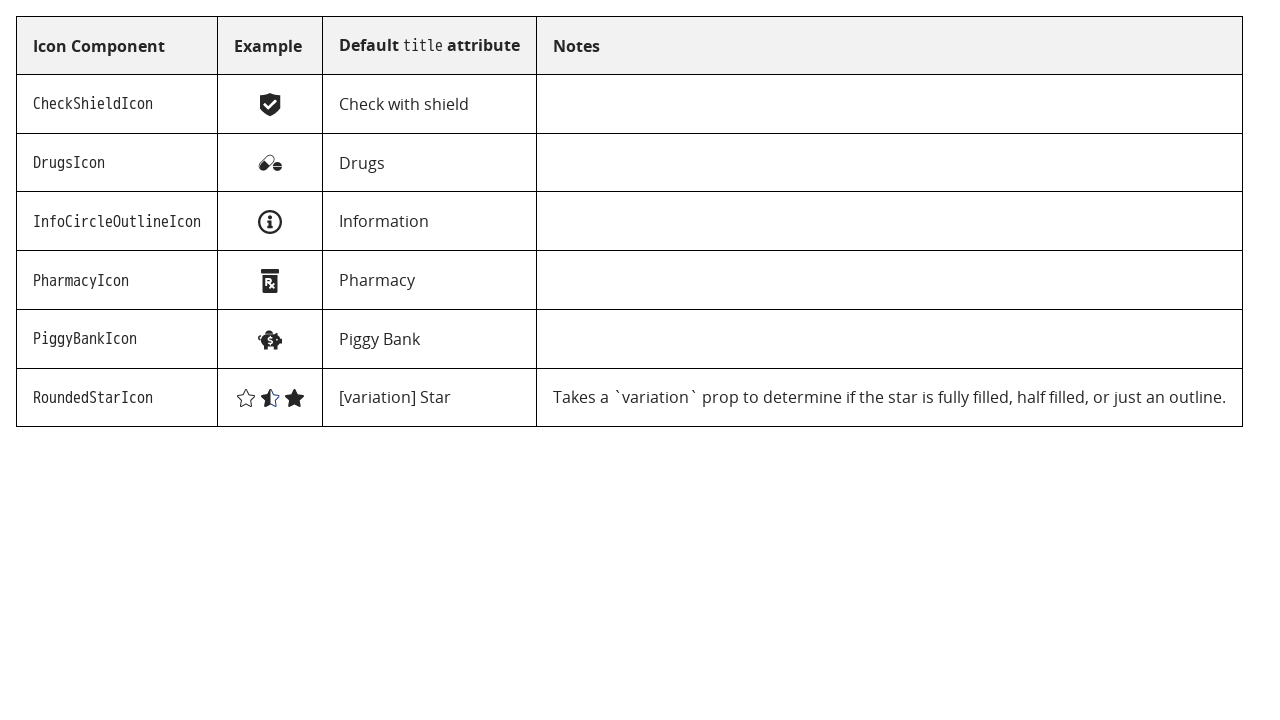 Icon Component Example Default title attribute Notes
CheckShieldIcon Check with shield
DrugsIcon Drugs
InfoCircleOutlineIcon Information
PharmacyIcon Rx Pharmacy
PiggyBankIcon $ Piggy Bank
RoundedStarIcon [variation] Star Takes a `variation` prop to determine if the star is fully filled, half filled, or just an outline.